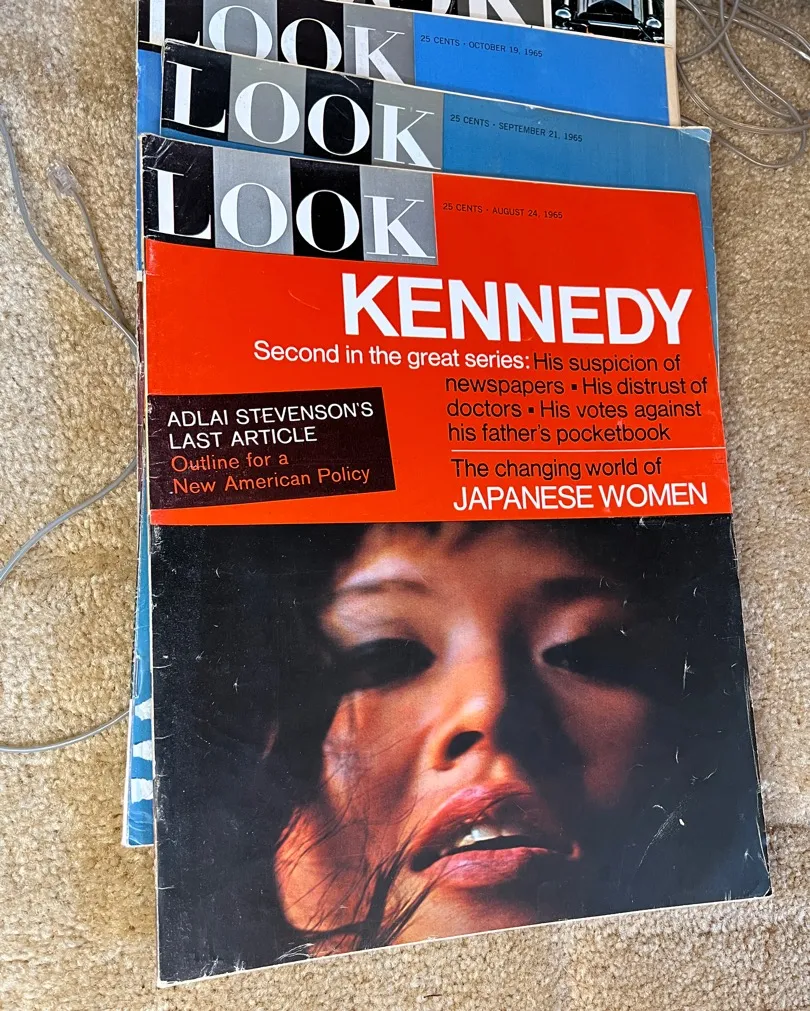 LOOK
25 CENTS · OCTOBER 19, 1965
LOOK
25 CENTS · SEPTEMBER 21, 1965
LOOK
25 CENTS · AUGUST 24, 1965
KENNEDY
Second in the great series: His suspicion of
newspapers ▪ His distrust of
doctors ▪ His votes against
his father's pocketbook
ADLAI STEVENSON'S
LAST ARTICLE
Outline for a
New American Policy
The changing world of
JAPANESE WOMEN